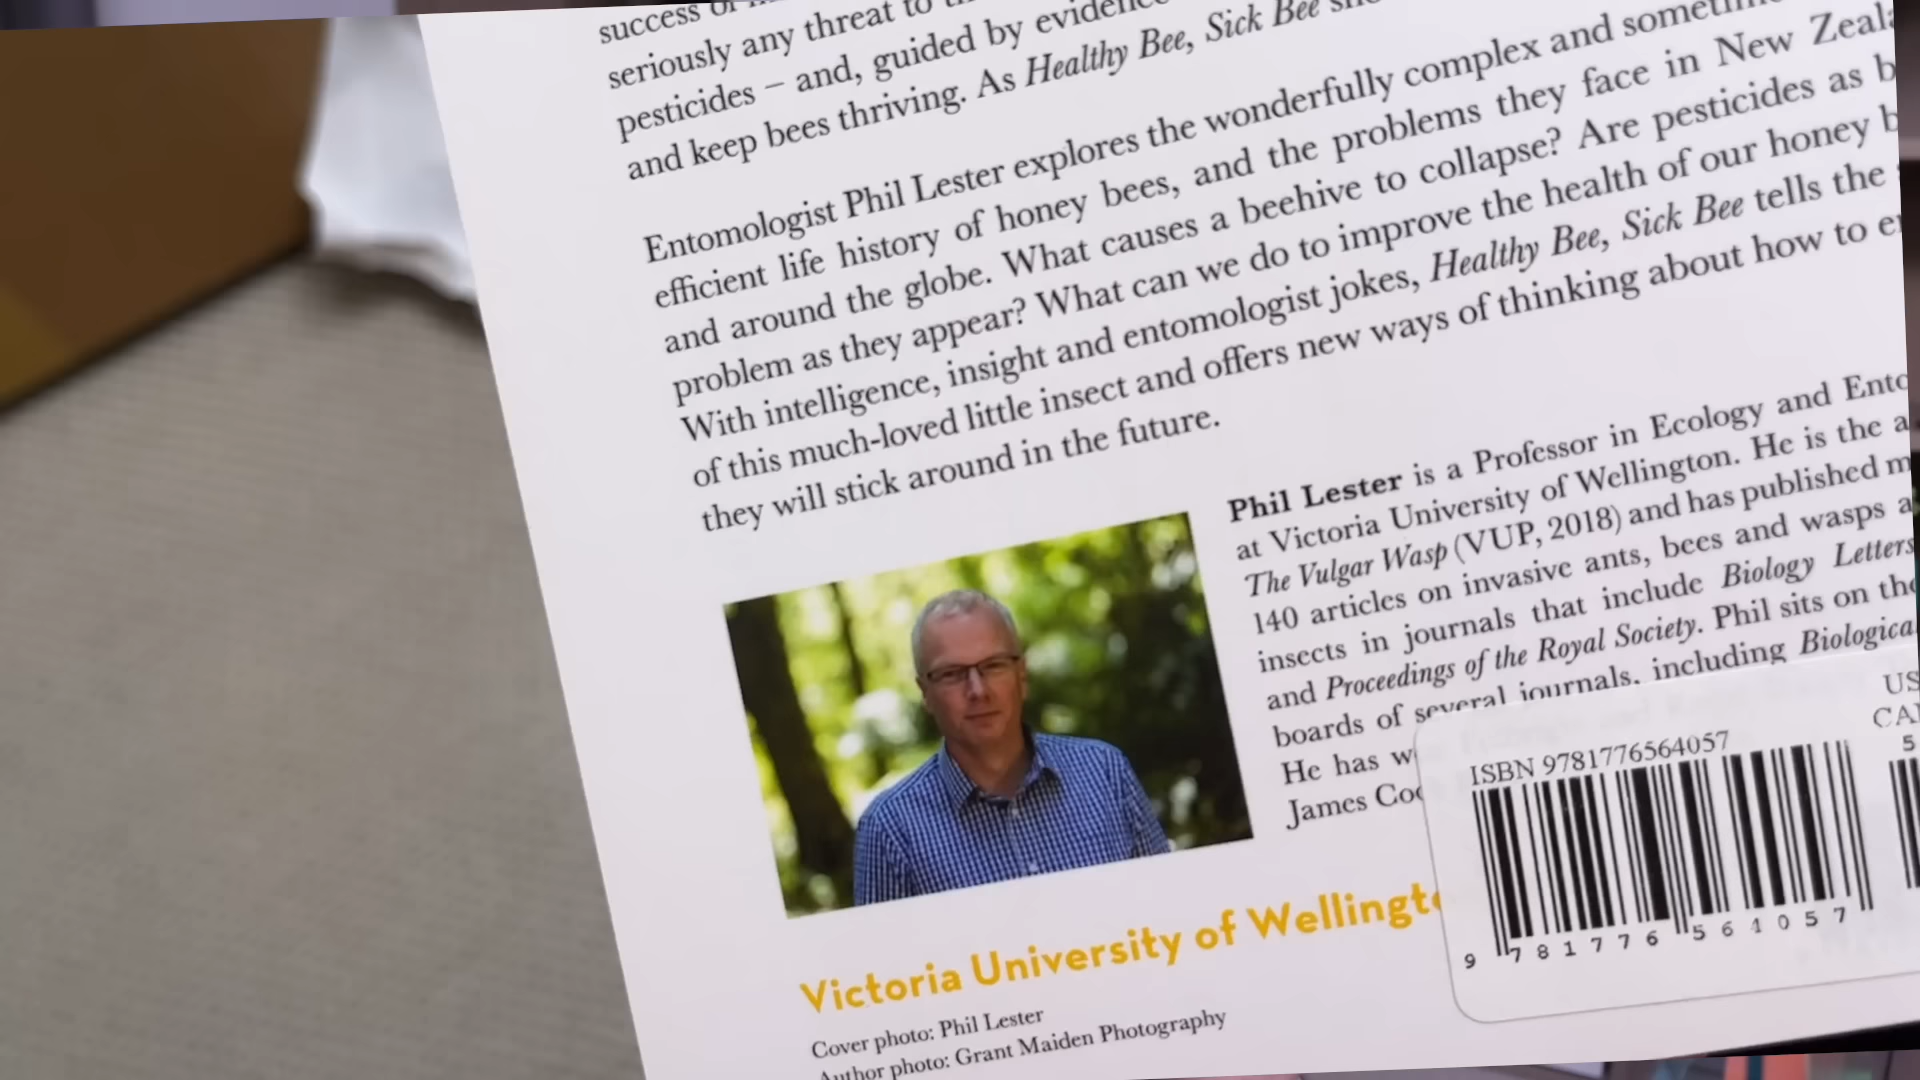 success of
seriously any threat to
pesticides – and, guided by evidence
and keep bees thriving. As Healthy Bee, Sick Bee
Entomologist Phil Lester explores the wonderfully complex and
efficient life history of honey bees, and the problems they face in New
and around the globe. What causes a beehive to collapse? Are pesticides as
problem as they appear? What can we do to improve the health of our honey
With intelligence, insight and entomologist jokes, Healthy Bee, Sick Bee tells the
of this much-loved little insect and offers new ways of thinking about how to
they will stick around in the future.
Phil Lester is a Professor in Ecology and
at Victoria University of Wellington. He is the
The Vulgar Wasp (VUP, 2018) and has published
140 articles on invasive ants, bees and wasps
insects in journals that include Biology Letters
and Proceedings of the Royal Society. Phil sits on
boards of several journals, including
He has
James
ISBN 9781776564057
9 781776 564057
US
5
Victoria University of
Cover photo: Phil Lester
Author photo: Grant Maiden Photography